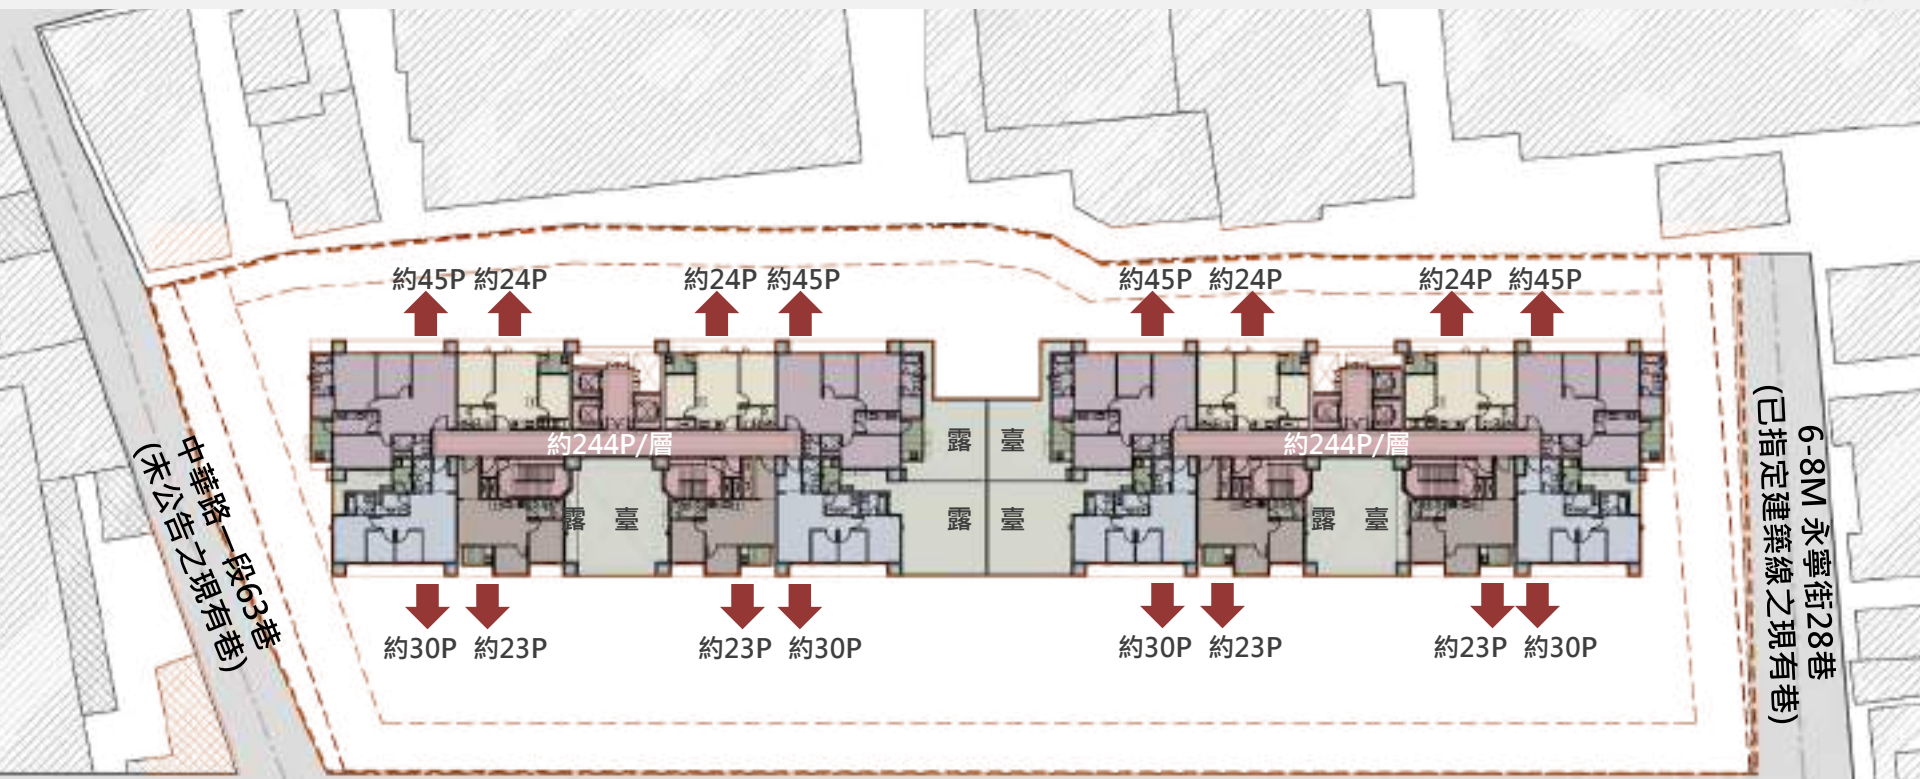 約45P 約24P 約24P 約45P 約45P 約24P 約24P 約45P
約244P/層 約244P/層
露 臺
露 臺 露 臺 露 臺
約30P 約23P 約23P 約30P 約30P 約23P 約23P 約30P
中華路一段63巷
(未公告之現有巷)
6-8M 永寧街28巷
(已指定建築線之現有巷)